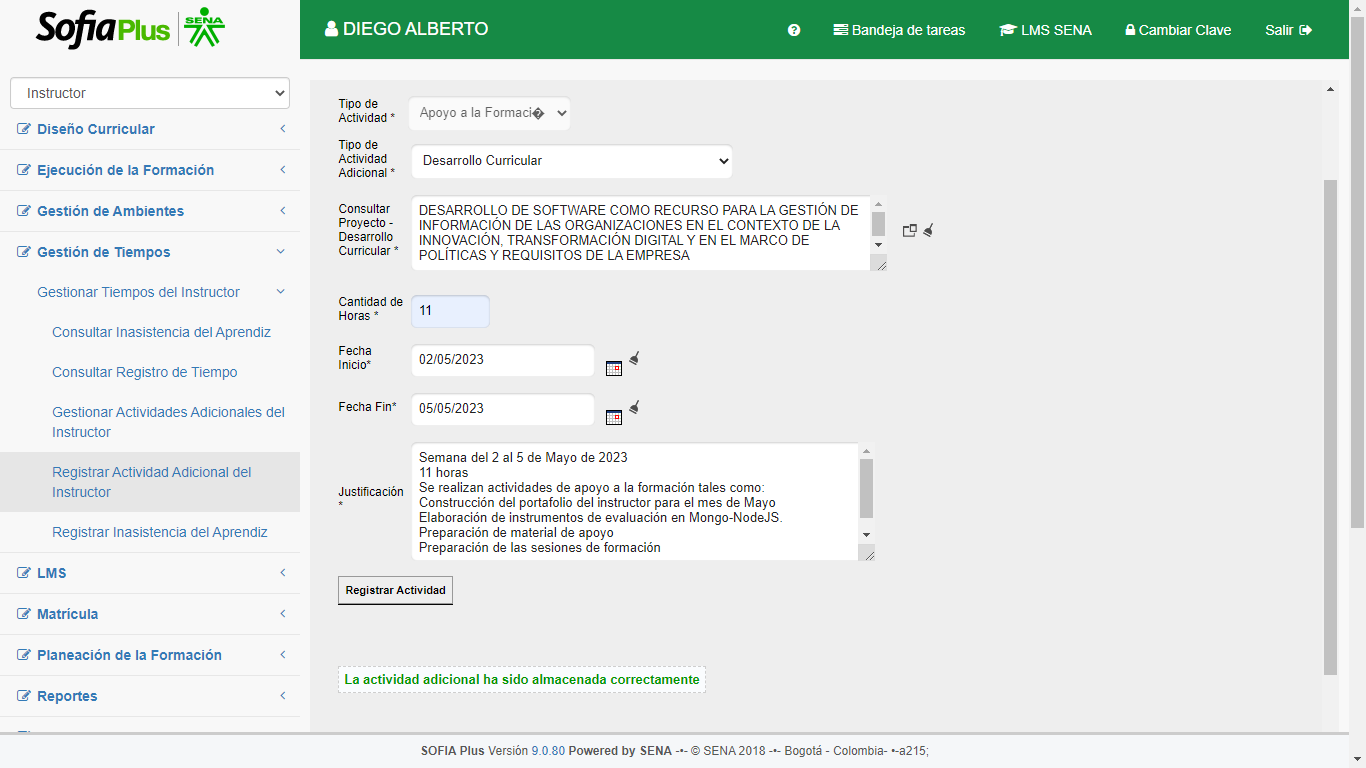 SofiaPlus SENA
DIEGO ALBERTO
Bandeja de tareas
LMS SENA
Cambiar Clave
Salir
Instructor
Diseño Curricular
Ejecución de la Formación
Gestión de Ambientes
Gestión de Tiempos
Gestionar Tiempos del Instructor
Consultar Inasistencia del Aprendiz
Consultar Registro de Tiempo
Gestionar Actividades Adicionales del
Instructor
Registrar Actividad Adicional del
Instructor
Registrar Inasistencia del Aprendiz
LMS
Matrícula
Planeación de la Formación
Reportes
Tipo de
Actividad *
Apoyo a la Formaci�
Tipo de
Actividad
Adicional *
Desarrollo Curricular
Consultar
Proyecto -
Desarrollo
Curricular *
DESARROLLO DE SOFTWARE COMO RECURSO PARA LA GESTIÓN DE
INFORMACIÓN DE LAS ORGANIZACIONES EN EL CONTEXTO DE LA
INNOVACIÓN, TRANSFORMACIÓN DIGITAL Y EN EL MARCO DE
POLÍTICAS Y REQUISITOS DE LA EMPRESA
Cantidad de
Horas *
11
Fecha
Inicio*
02/05/2023
Fecha Fin*
05/05/2023
Justificación
*
Semana del 2 al 5 de Mayo de 2023
11 horas
Se realizan actividades de apoyo a la formación tales como:
Construcción del portafolio del instructor para el mes de Mayo
Elaboración de instrumentos de evaluación en Mongo-NodeJS.
Preparación de material de apoyo
Preparación de las sesiones de formación
Registrar Actividad
La actividad adicional ha sido almacenada correctamente
SOFIA Plus Versión 9.0.80 Powered by SENA -•- © SENA 2018 -•- Bogotá - Colombia- •-a215;